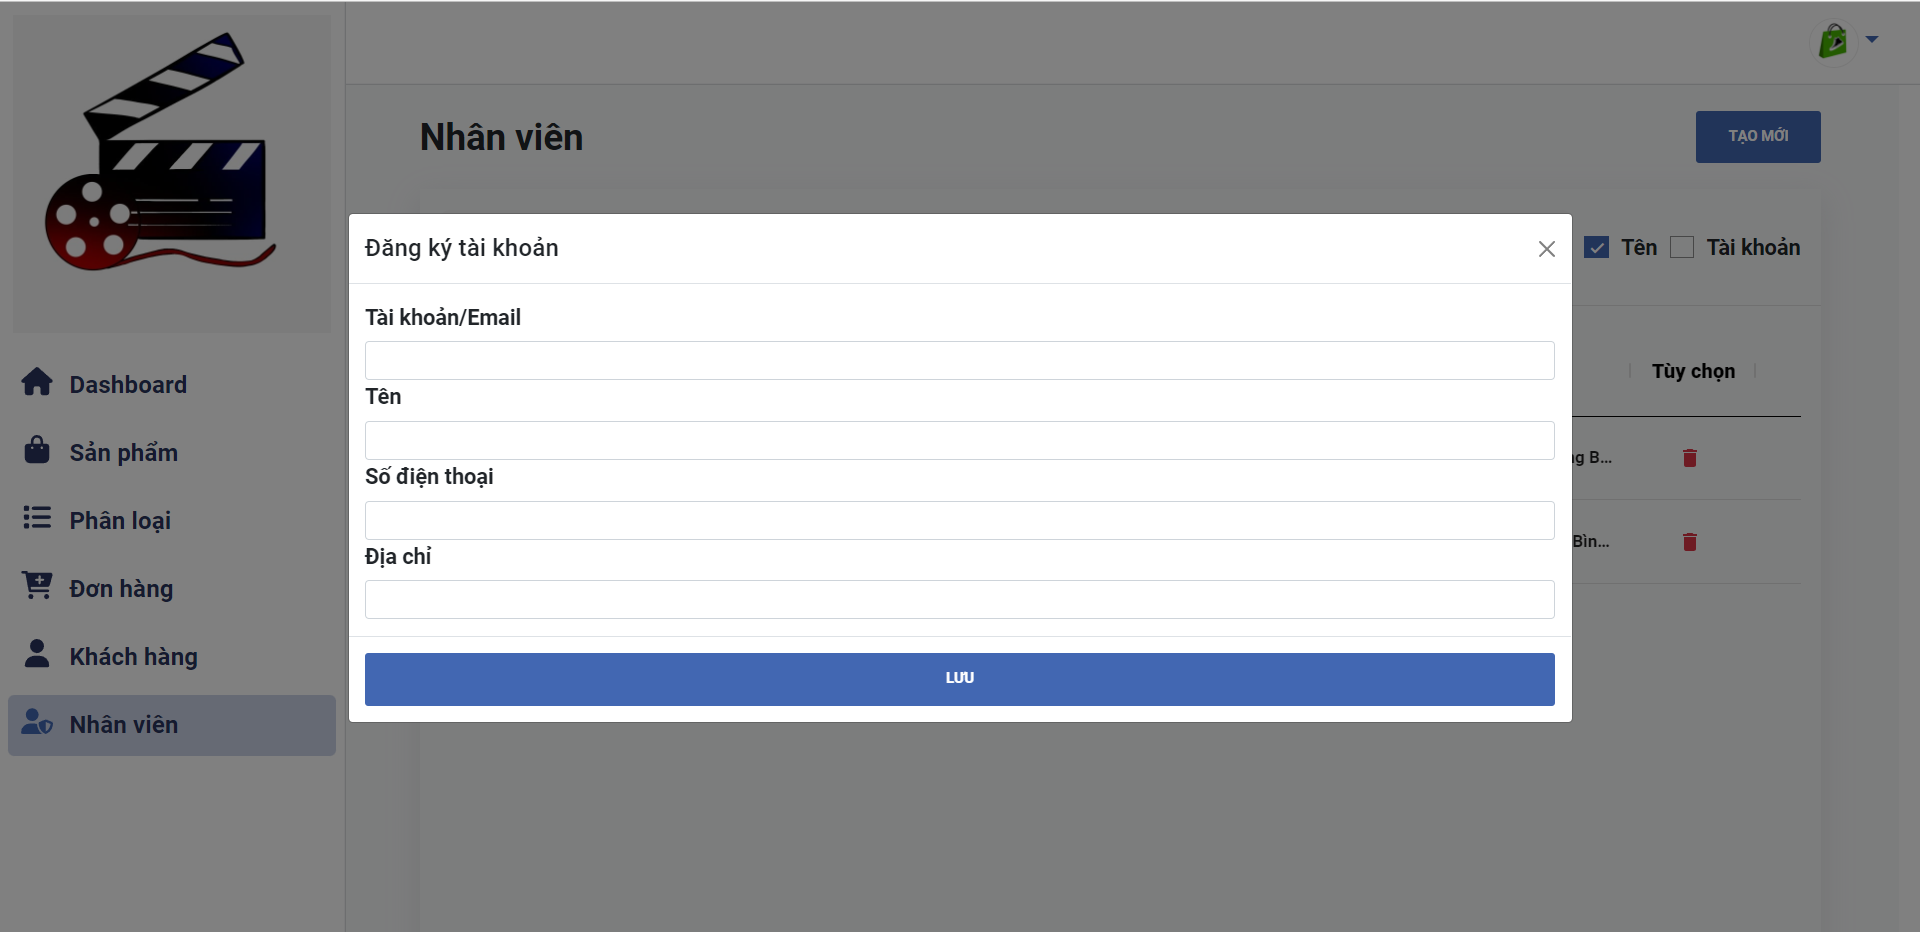 Nhân viên
TẠO MỚI
Đăng ký tài khoản
Tên
Tài khoản
Tài khoản/Email
Tên
Số điện thoại
Địa chỉ
LƯU
Tùy chọn
B...
Bìn...
Dashboard
Sản phẩm
Phân loại
Đơn hàng
Khách hàng
Nhân viên